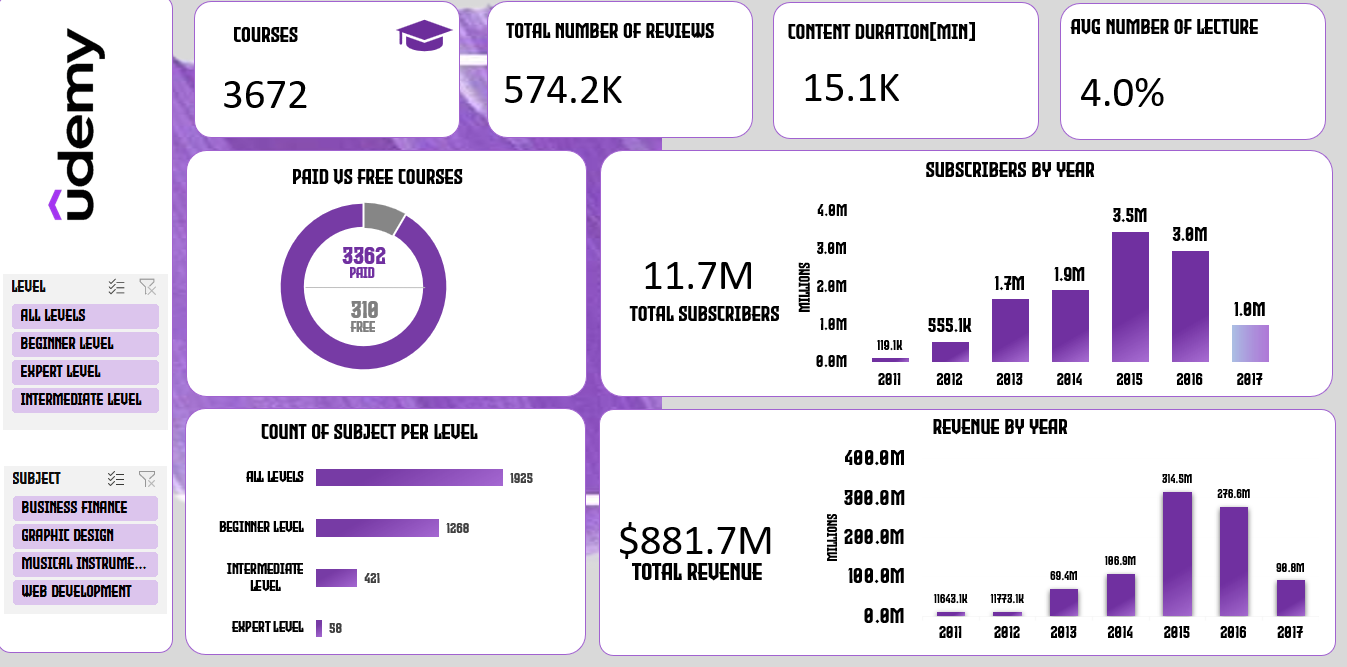 ûdemy
COURSES
3672
TOTAL NUMBER OF REVIEWS
574.2K
CONTENT DURATION[MIN]
15.1K
AVG NUMBER OF LECTURE
4.0%
LEVEL
ALL LEVELS
BEGINNER LEVEL
EXPERT LEVEL
INTERMEDIATE LEVEL
SUBJECT
BUSINESS FINANCE
GRAPHIC DESIGN
MUSICAL INSTRUME...
WEB DEVELOPMENT
PAID VS FREE COURSES
3362
PAID
310
FREE
SUBSCRIBERS BY YEAR
11.7M
TOTAL SUBSCRIBERS
MILLIONS
4.0M
3.0M
2.0M
1.0M
0.0M
119.1K
555.1K
1.7M
1.9M
3.5M
3.0M
1.0M
2011 2012 2013 2014 2015 2016 2017
COUNT OF SUBJECT PER LEVEL
ALL LEVELS 1925
BEGINNER LEVEL 1268
INTERMEDIATE
LEVEL
421
EXPERT LEVEL 58
REVENUE BY YEAR
$881.7M
TOTAL REVENUE
MILLIONS
400.0M
300.0M
200.0M
100.0M
0.0M
11643.1K
11773.1K
69.4M
106.9M
314.5M
276.6M
90.8M
2011 2012 2013 2014 2015 2016 2017